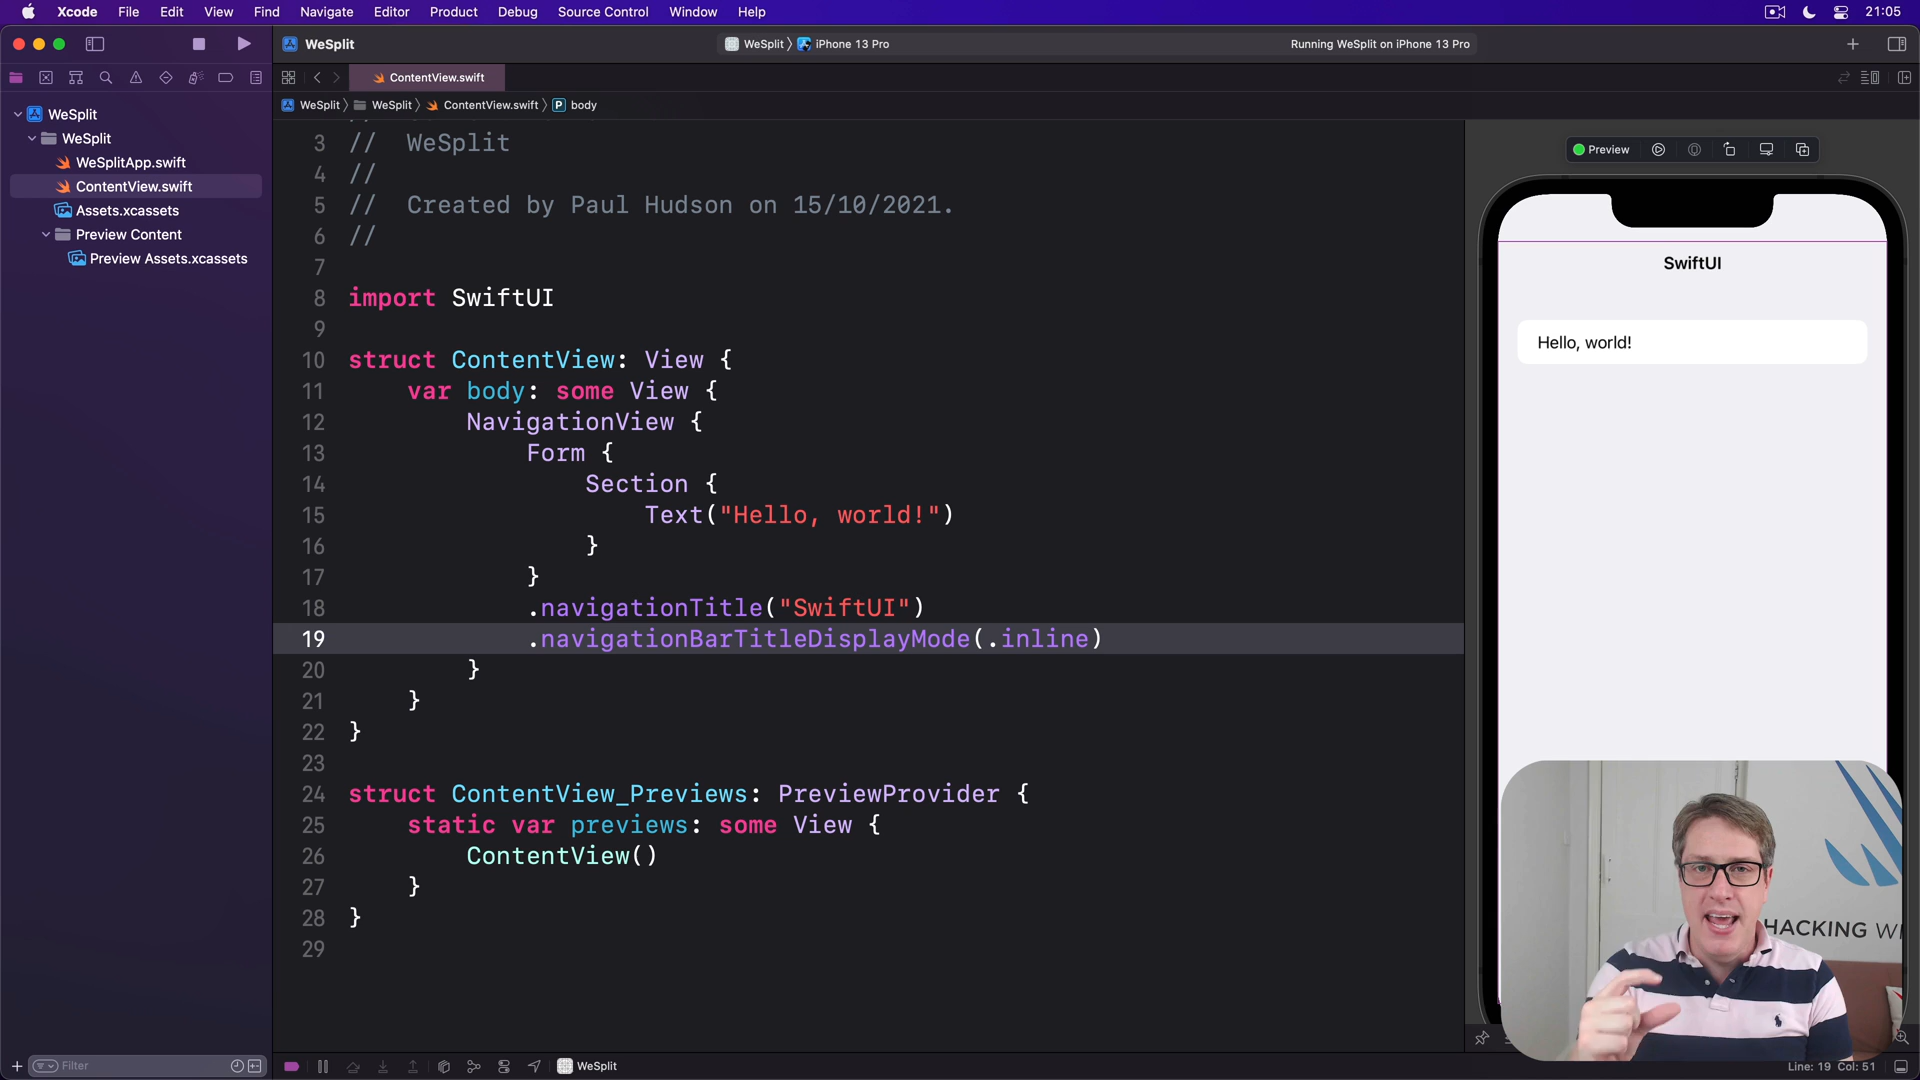 Xcode File Edit View Find Navigate Editor Product Debug Source Control Window Help 21:05
WeSplit WeSplit iPhone 13 Pro Running WeSplit on iPhone 13 Pro
ContentView.swift
WeSplit WeSplit ContentView.swift P body
WeSplit
WeSplit
WeSplitApp.swift
ContentView.swift
Assets.xcassets
Preview Content
Preview Assets.xcassets
3 // WeSplit
4 //
5 // Created by Paul Hudson on 15/10/2021.
6 //
7
8 import SwiftUI
9
10 struct ContentView: View {
11 var body: some View {
12 NavigationView {
13 Form {
14 Section {
15 Text("Hello, world!")
16 }
17 }
18 .navigationTitle("SwiftUI")
19 .navigationBarTitleDisplayMode(.inline)
20 }
21 }
22 }
23
24 struct ContentView_Previews: PreviewProvider {
25 static var previews: some View {
26 ContentView()
27 }
28 }
29
Preview
SwiftUI
Hello, world!
HACKING WI
Filter
WeSplit
Line: 19 Col: 51